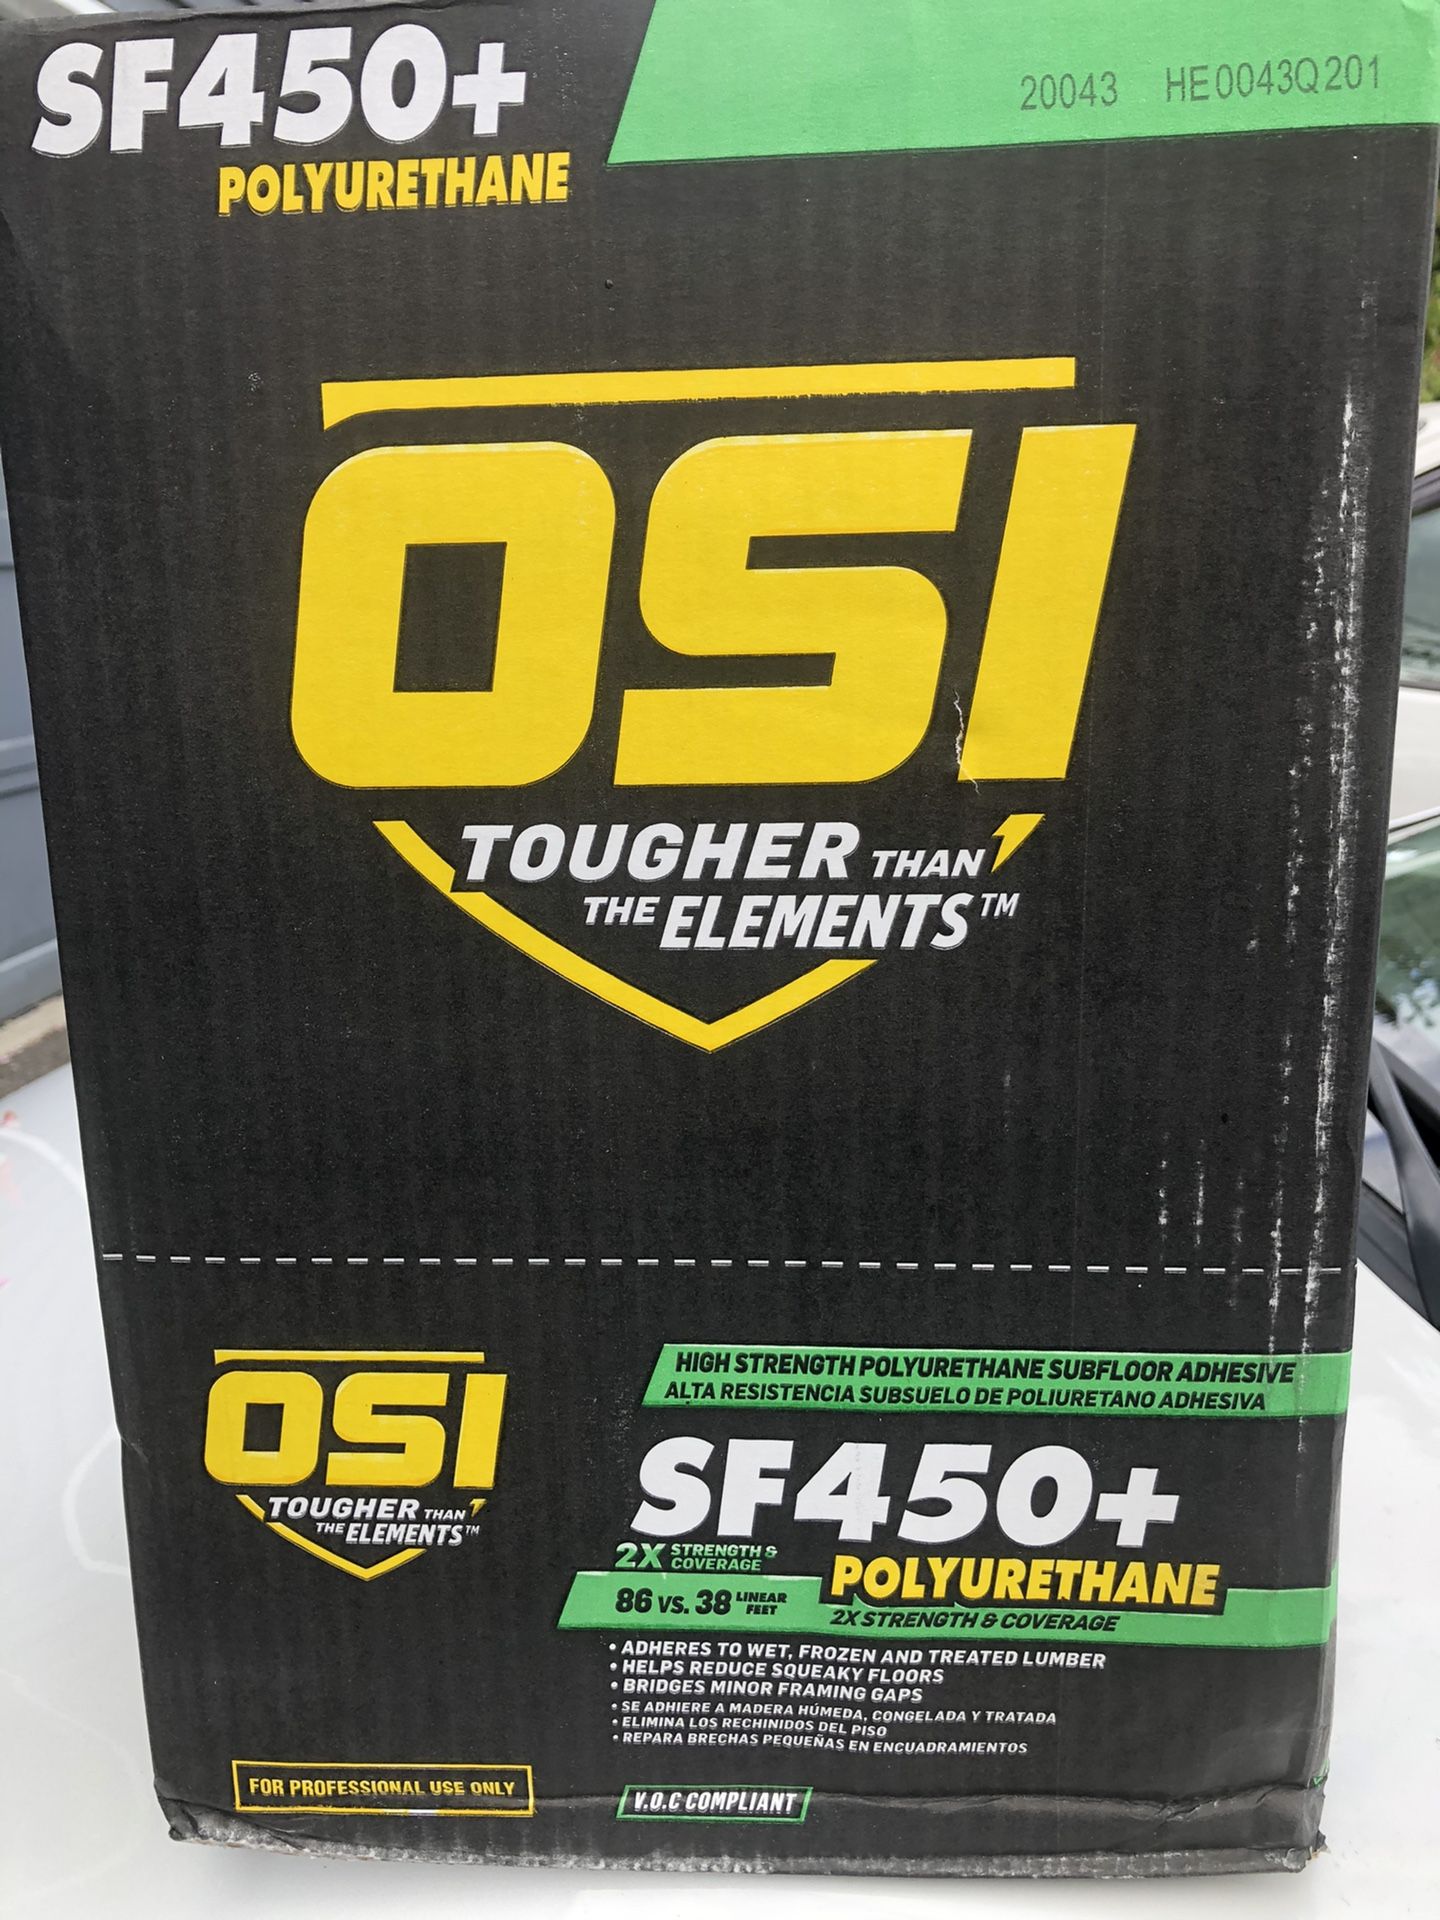 SF450+
POLYURETHANE
20043 HE0043Q201
OSI
TOUGHER THAN
THE ELEMENTS™
OSI
TOUGHER THAN
THE ELEMENTS™
HIGH STRENGTH POLYURETHANE SUBFLOOR ADHESIVE
ALTA RESISTENCIA SUBSUELO DE POLIURETANO ADHESIVA
SF450+
2X STRENGTH & COVERAGE
POLYURETHANE
86 VS. 38 LINEAR FEET
2X STRENGTH & COVERAGE
• ADHERES TO WET, FROZEN AND TREATED LUMBER
• HELPS REDUCE SQUEAKY FLOORS
• BRIDGES MINOR FRAMING GAPS
• SE ADHIERE A MADERA HÚMEDA, CONGELADA Y TRATADA
• ELIMINA LOS RECHINIDOS DEL PISO
• REPARA BRECHAS PEQUEÑAS EN ENCUADRAMIENTOS
FOR PROFESSIONAL USE ONLY
V.O.C COMPLIANT